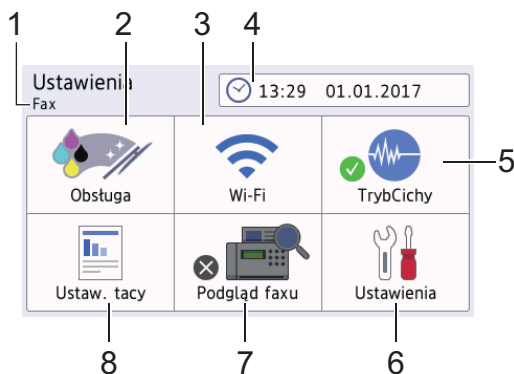 1 2 3 4
Ustawienia
Fax
13:29 01.01.2017
Obsługa Wi-Fi TrybCichy 5
Ustaw. tacy Podgląd faxu Ustawienia
8 7 6